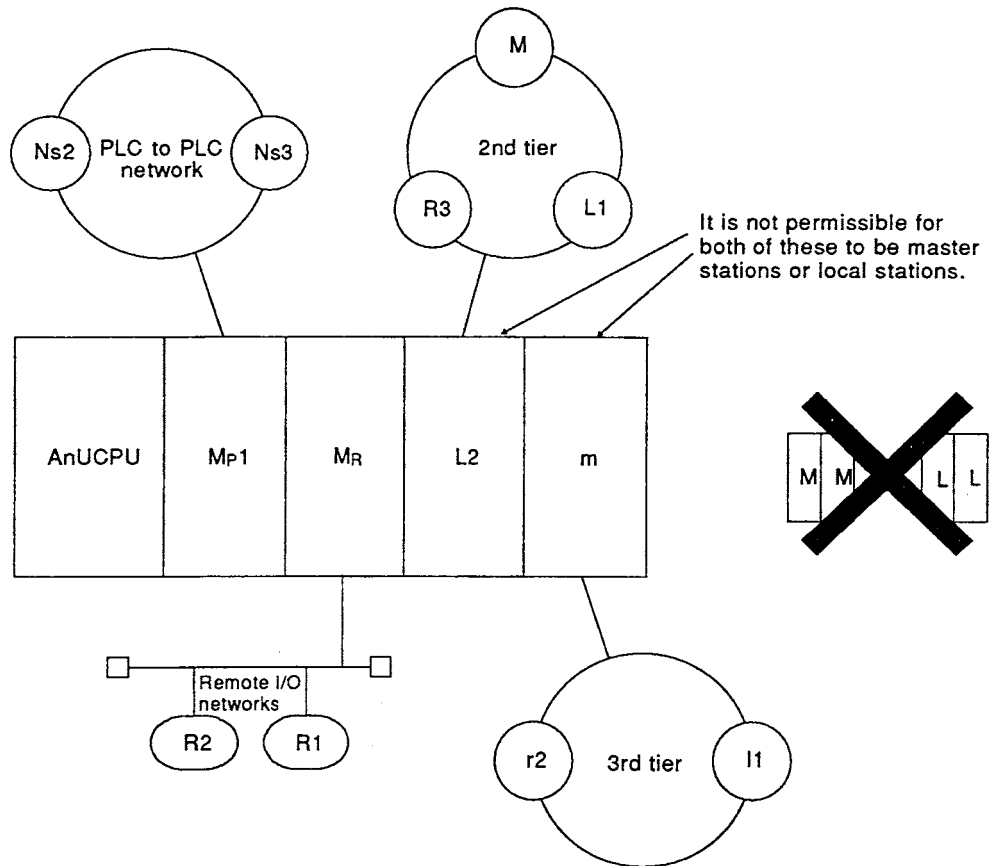 M
Ns2
PLC to PLC
network
Ns3
2nd tier
R3
L1
It is not permissible for
both of these to be master
stations or local stations.
AnUCPU
MP1
MR
L2
m
M
M
L
L
Remote I/O
networks
R2
R1
r2
3rd tier
l1